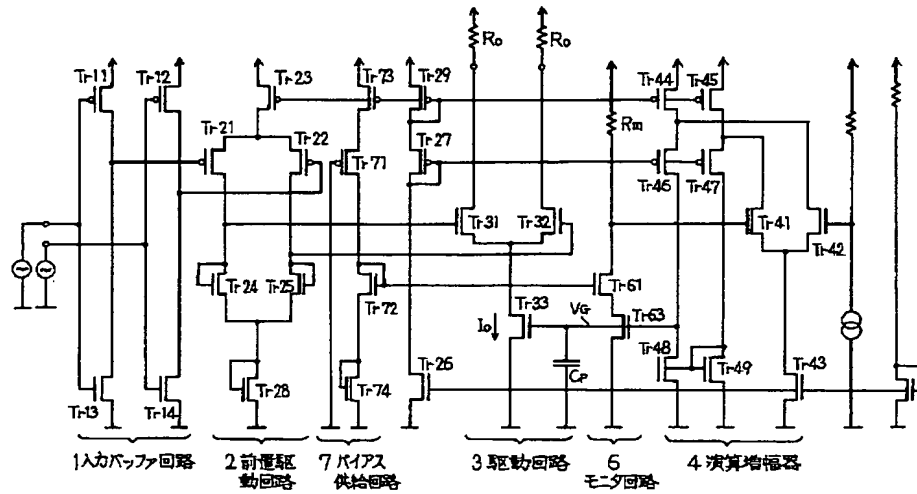 Ro
Ro
Tr11
Tr12
Tr23
Tr73
Tr29
Tr44
Tr45
Rm
Tr21
Tr22
Tr71
Tr27
Tr46
Tr47
Tr31
Tr32
Tr41
Tr42
Tr24
Tr25
Tr72
Tr61
Tr33
VG
Tr63
Io
Tr48
Tr49
Tr43
Tr26
CP
Tr13
Tr14
Tr28
Tr74
1入力バッファ回路
2前置駆動回路
7バイアス供給回路
3駆動回路
6モニタ回路
4演算増幅器